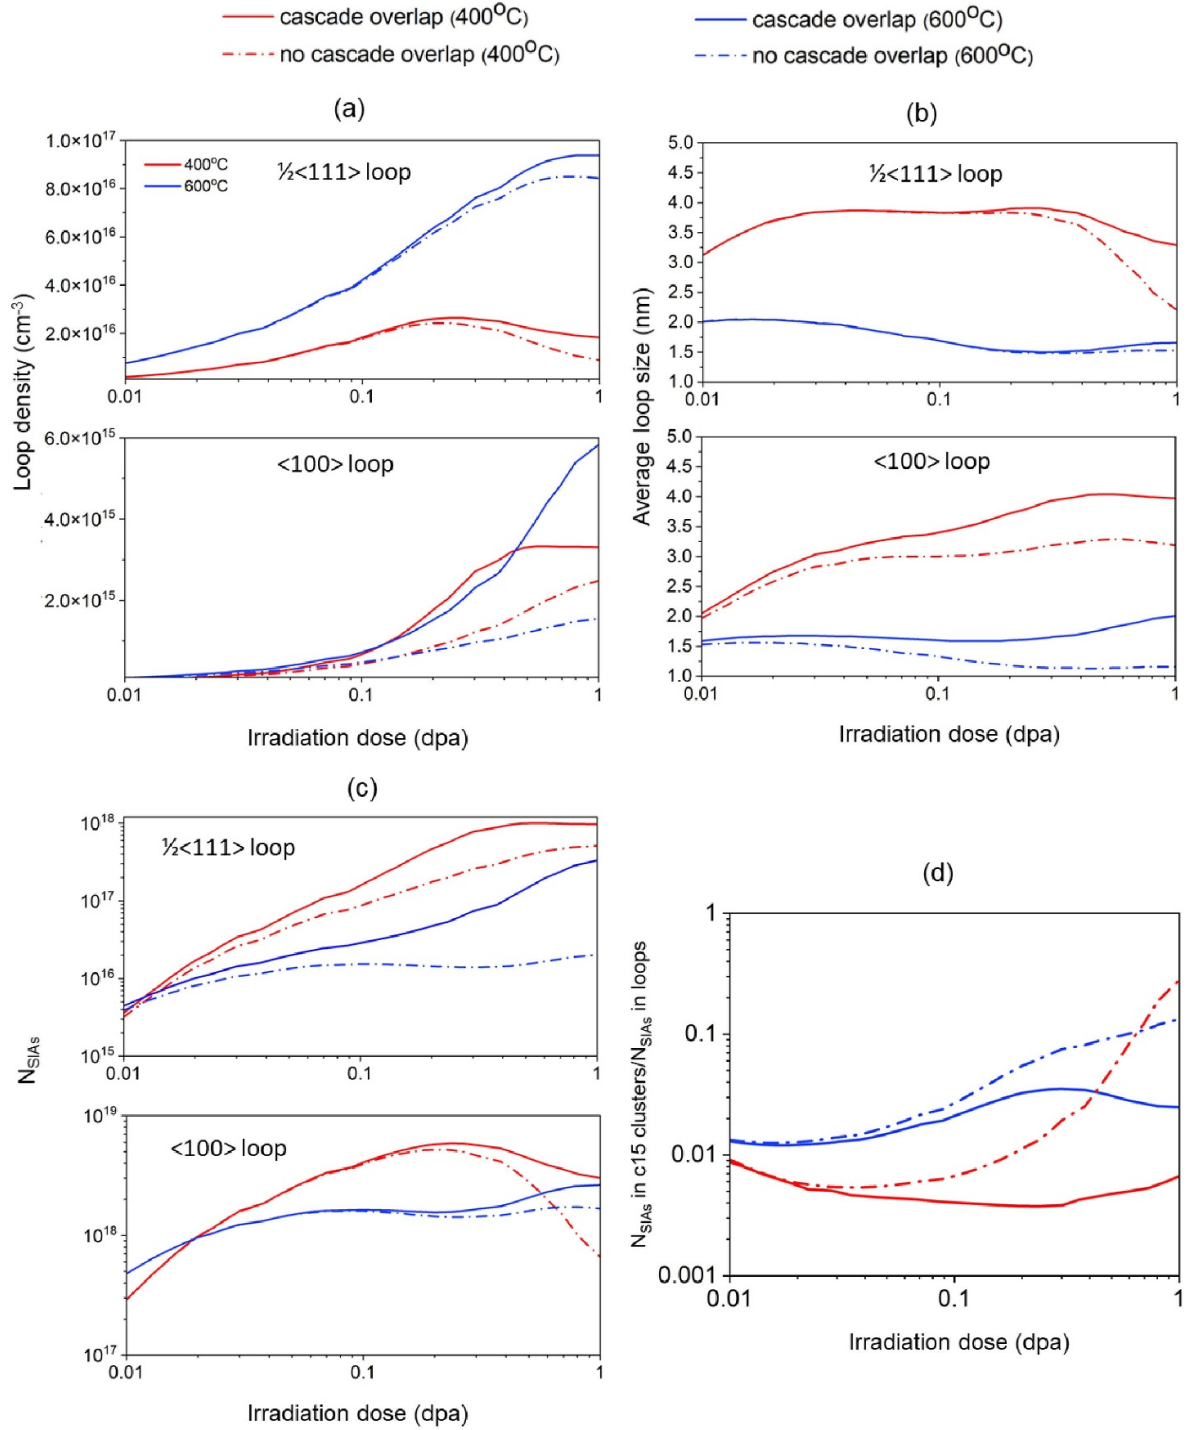 cascade overlap (400°C)
no cascade overlap (400°C)
cascade overlap (600°C)
no cascade overlap (600°C)
(a)
Loop density (cm⁻³)
1.0×10¹⁷
8.0×10¹⁶
6.0×10¹⁶
4.0×10¹⁶
2.0×10¹⁶
400°C
600°C
½<111> loop
0.01
0.1
1
6.0×10¹⁵
4.0×10¹⁵
2.0×10¹⁵
<100> loop
0.01
0.1
1
Irradiation dose (dpa)
(b)
Average loop size (nm)
5.0
4.5
4.0
3.5
3.0
2.5
2.0
1.5
1.0
½<111> loop
0.01
0.1
1
5.0
4.5
4.0
3.5
3.0
2.5
2.0
1.5
1.0
<100> loop
0.01
0.1
1
Irradiation dose (dpa)
(c)
N_SIAs
10¹⁸
10¹⁷
10¹⁶
10¹⁵
½<111> loop
0.01
0.1
1
10¹⁹
10¹⁸
10¹⁷
<100> loop
0.01
0.1
1
Irradiation dose (dpa)
(d)
N_SIAs in c15 clusters/N_SIAs in loops
1
0.1
0.01
0.001
0.01
0.1
1
Irradiation dose (dpa)